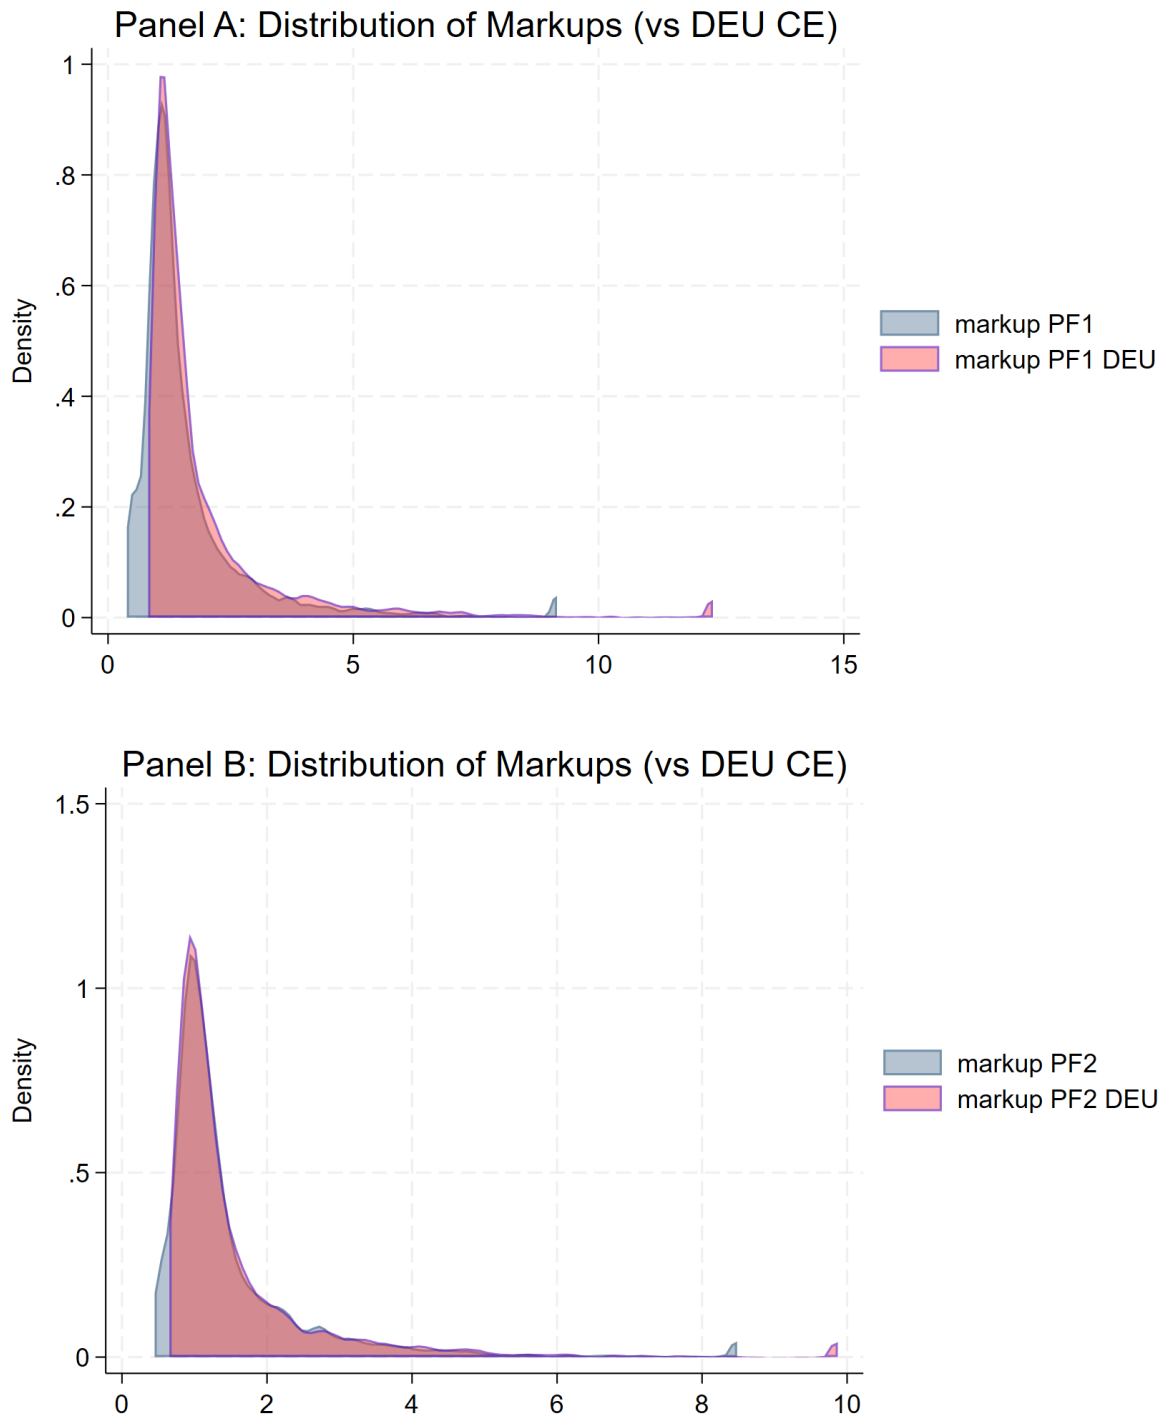 Panel A: Distribution of Markups (vs DEU CE)
1
.8
.6
.4
.2
0
Density
0 5 10 15
markup PF1
markup PF1 DEU
Panel B: Distribution of Markups (vs DEU CE)
1.5
1
.5
0
Density
0 2 4 6 8 10
markup PF2
markup PF2 DEU